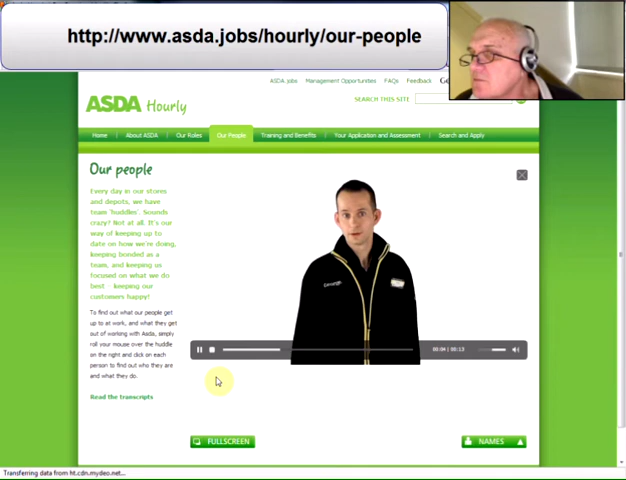 http://www.asda.jobs/hourly/our-people
ASDA jobs Management Opportunities FAQs Feedback
ASDA Hourly
SEARCH THIS SITE
Home About ASDA Our Roles Our People Training and Benefits Your Application and Assessment Search and Apply
Our people
Every day in our stores
and depots, we have
team 'huddles'. Sounds
crazy? Not at all. It's our
way of keeping up to
date on how we're doing,
keeping bonded as a
team, and keeping us
focused on what we do
best keeping our
customers happy!
To find out what our people get
up to at work, and what they get
out of working with Asda, simply
roll your mouse over the huddle
on the right and click on each
person to find out who they are
and what they do.
Read the transcripts
00:04 | 00:13
FULLSCREEN
NAMES
Transferring data from ht.cdn.mydeo.net...